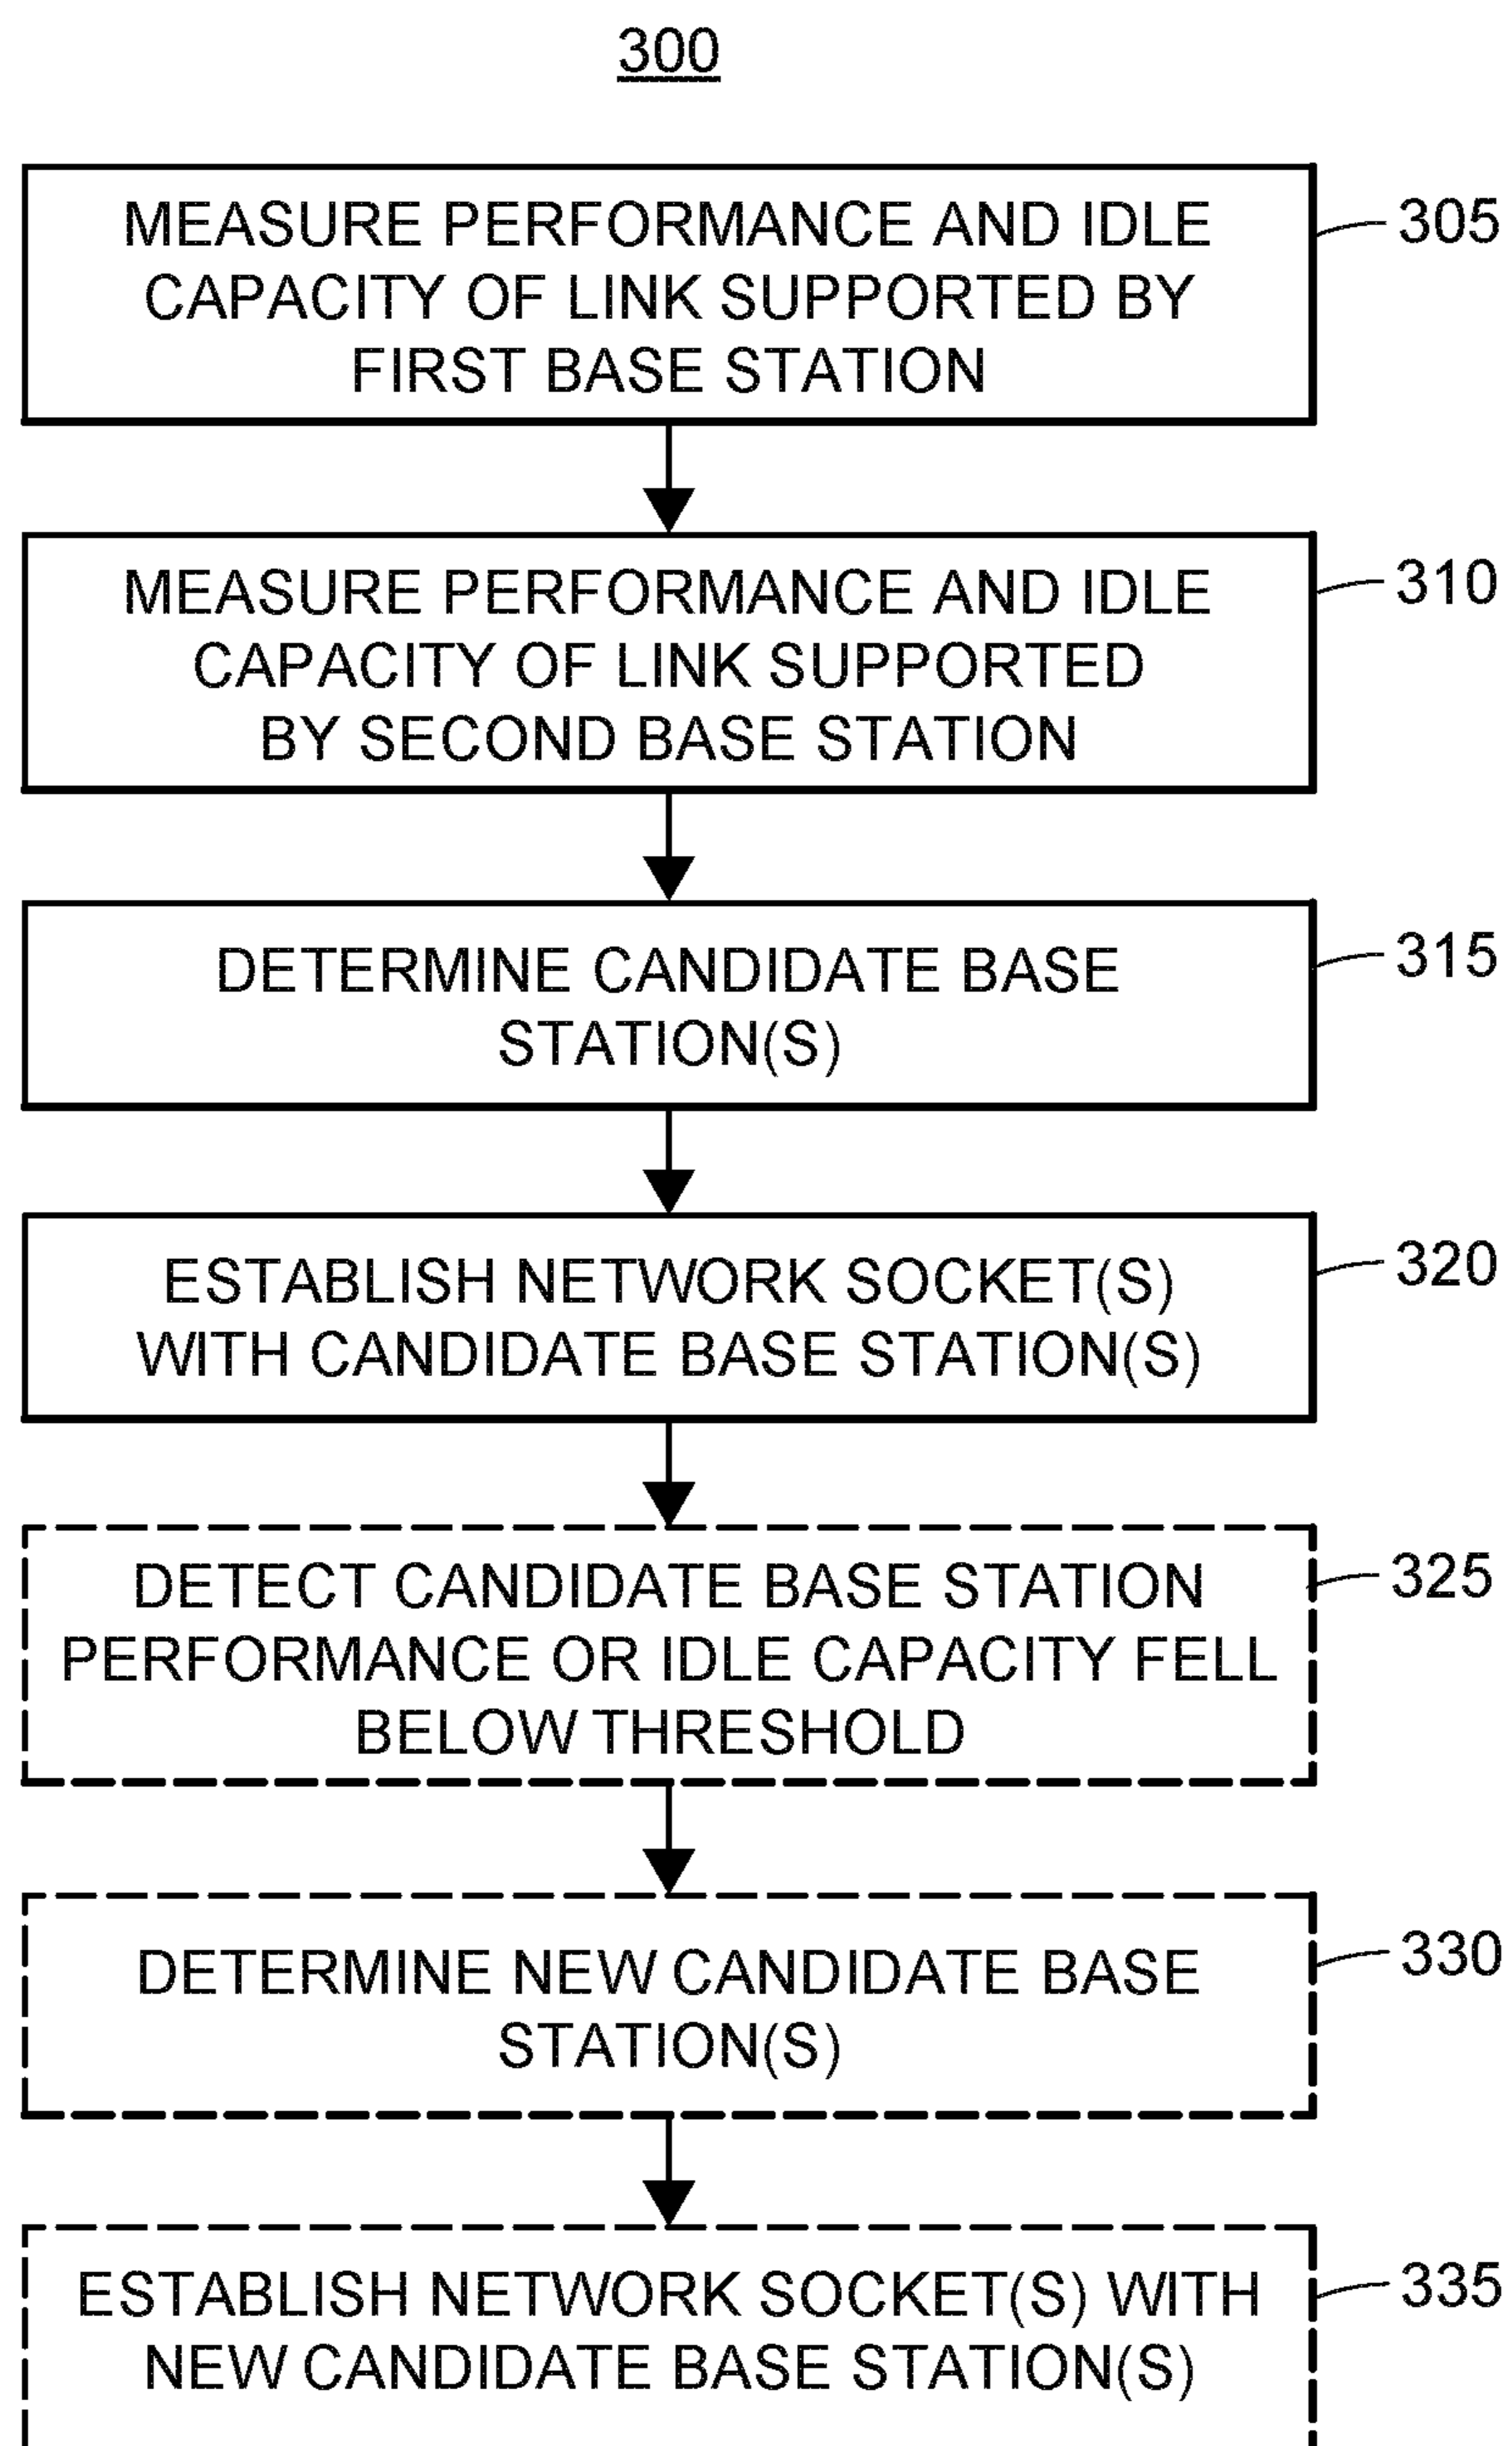 300
MEASURE PERFORMANCE AND IDLE
CAPACITY OF LINK SUPPORTED BY
FIRST BASE STATION
305
MEASURE PERFORMANCE AND IDLE
CAPACITY OF LINK SUPPORTED
BY SECOND BASE STATION
310
DETERMINE CANDIDATE BASE
STATION(S)
315
ESTABLISH NETWORK SOCKET(S)
WITH CANDIDATE BASE STATION(S)
320
DETECT CANDIDATE BASE STATION
PERFORMANCE OR IDLE CAPACITY FELL
BELOW THRESHOLD
325
DETERMINE NEW CANDIDATE BASE
STATION(S)
330
ESTABLISH NETWORK SOCKET(S) WITH
NEW CANDIDATE BASE STATION(S)
335